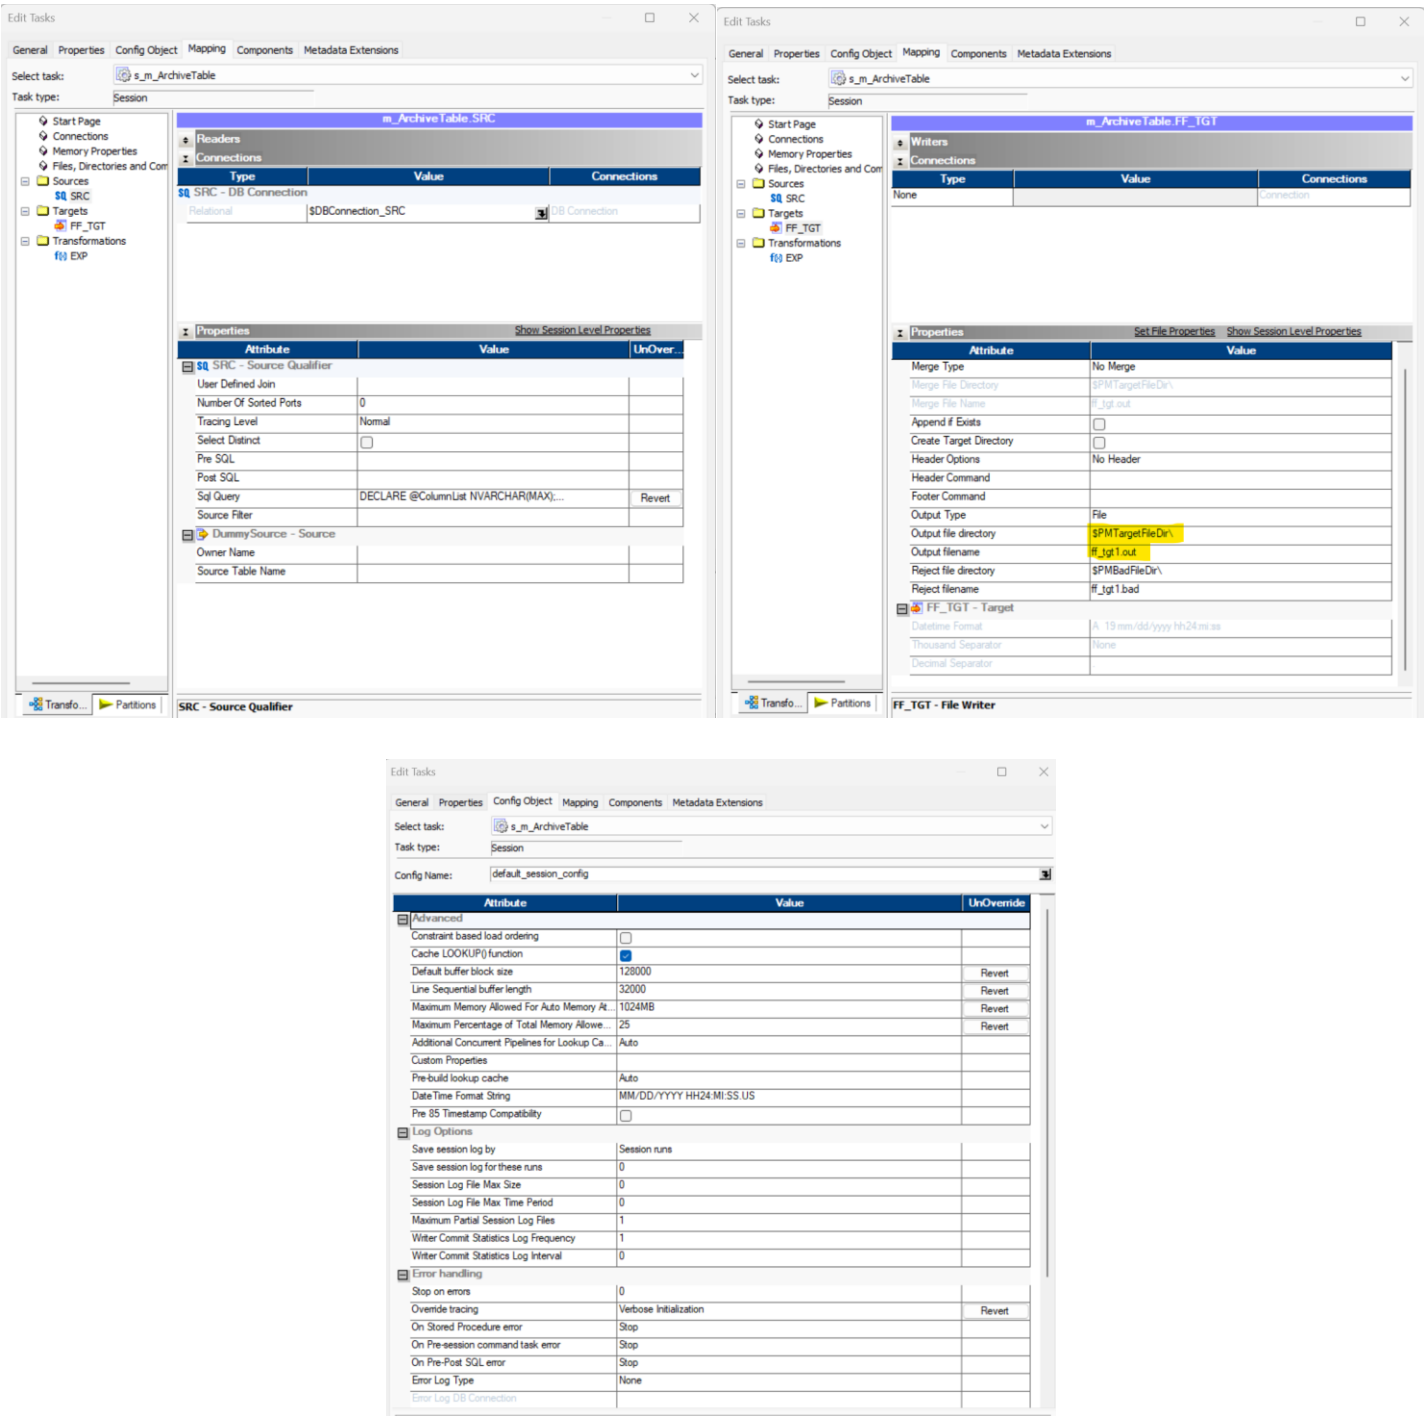 Edit Tasks
General Properties Config Object Mapping Components Metadata Extensions
Select task: s_m_ArchiveTable
Task type: Session
Start Page
Connections
Memory Properties
Files, Directories and Com
Sources
SQ SRC
Targets
FF_TGT
Transformations
f(x) EXP
Transfo... Partitions
m_ArchiveTable.SRC
Readers
Connections
Type Value Connections
SQ SRC - DB Connection
Relational $DBConnection_SRC DB Connection
Properties Show Session Level Properties
Attribute Value UnOver...
SQ SRC - Source Qualifier
User Defined Join
Number Of Sorted Ports 0
Tracing Level Normal
Select Distinct
Pre SQL
Post SQL
Sql Query DECLARE @ColumnList NVARCHAR(MAX);... Revert
Source Filter
DummySource - Source
Owner Name
Source Table Name
SRC - Source Qualifier
Edit Tasks
General Properties Config Object Mapping Components Metadata Extensions
Select task: s_m_ArchiveTable
Task type: Session
Start Page
Connections
Memory Properties
Files, Directories and Com
Sources
SQ SRC
Targets
FF_TGT
Transformations
f(x) EXP
Transfo... Partitions
m_ArchiveTable.FF_TGT
Writers
Connections
Type Value Connections
None Connection
Properties Set File Properties Show Session Level Properties
Attribute Value
Merge Type No Merge
Merge File Directory $PMTargetFileDir\
Merge File Name ff_tgt.out
Append if Exists
Create Target Directory
Header Options No Header
Header Command
Footer Command
Output Type File
Output file directory $PMTargetFileDir\
Output filename ff_tgt1.out
Reject file directory $PMBadFileDir\
Reject filename ff_tgt1.bad
FF_TGT - Target
Datetime Format A 19 mm/dd/yyyy hh24:mi:ss
Thousand Separator None
Decimal Separator .
FF_TGT - File Writer
Edit Tasks
General Properties Config Object Mapping Components Metadata Extensions
Select task: s_m_ArchiveTable
Task type: Session
Config Name: default_session_config
Attribute Value UnOverride
Advanced
Constraint based load ordering
Cache LOOKUP() function
Default buffer block size 128000 Revert
Line Sequential buffer length 32000 Revert
Maximum Memory Allowed For Auto Memory At... 1024MB Revert
Maximum Percentage of Total Memory Allowe... 25 Revert
Additional Concurrent Pipelines for Lookup Ca... Auto
Custom Properties
Pre-build lookup cache Auto
DateTime Format String MM/DD/YYYY HH24:MI:SS.US
Pre 85 Timestamp Compatibility
Log Options
Save session log by Session runs
Save session log for these runs 0
Session Log File Max Size 0
Session Log File Max Time Period 0
Maximum Partial Session Log Files 1
Writer Commit Statistics Log Frequency 1
Writer Commit Statistics Log Interval 0
Error handling
Stop on errors 0
Override tracing Verbose Initialization Revert
On Stored Procedure error Stop
On Pre-session command task error Stop
On Pre-Post SQL error Stop
Error Log Type None
Error Log DB Connection